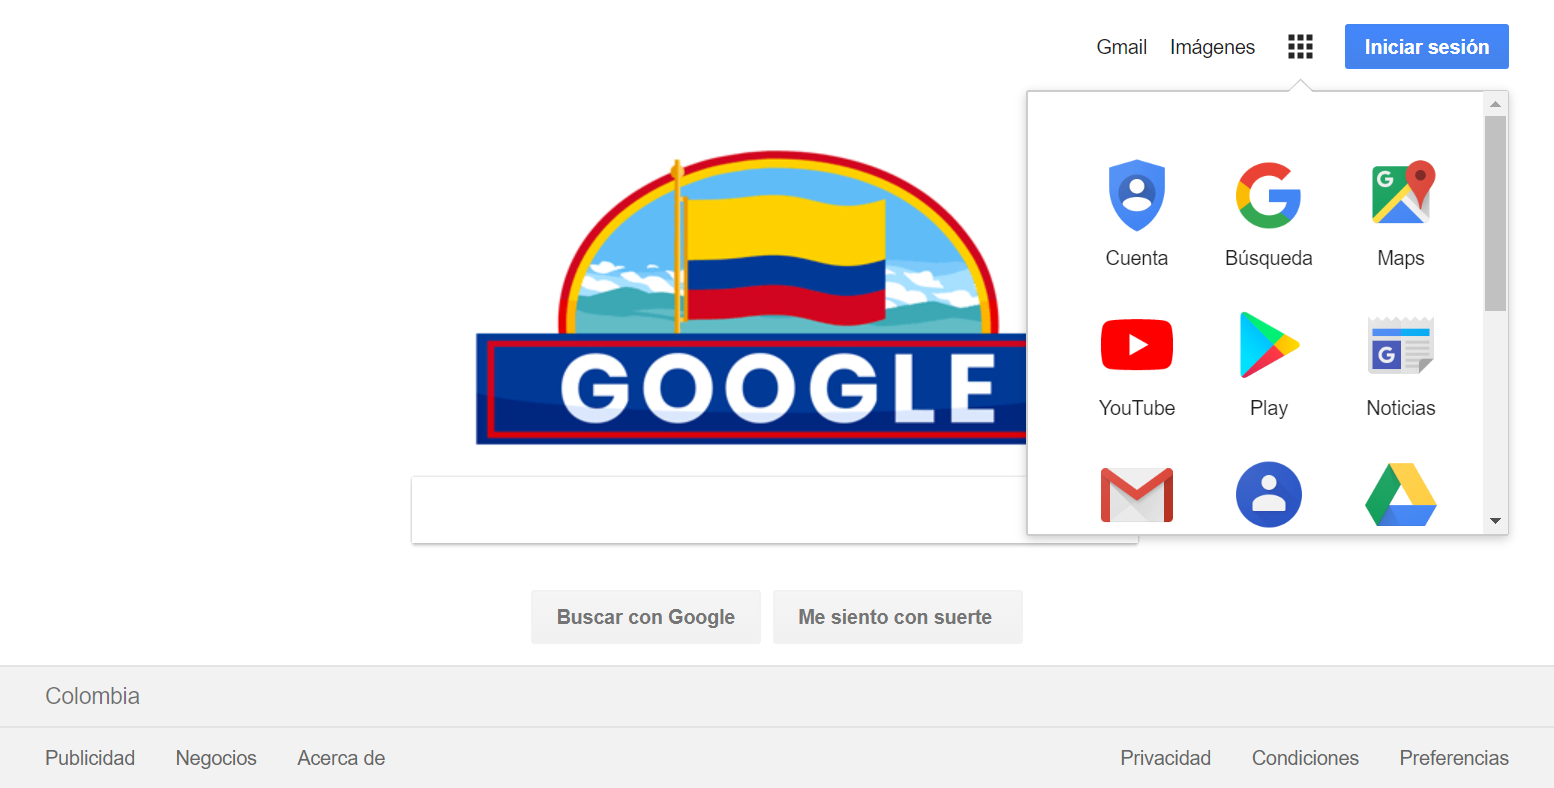 Gmail Imágenes Iniciar sesión
Cuenta Búsqueda Maps
GOOGLE
YouTube Play Noticias
Buscar con Google Me siento con suerte
Colombia
Publicidad Negocios Acerca de Privacidad Condiciones Preferencias